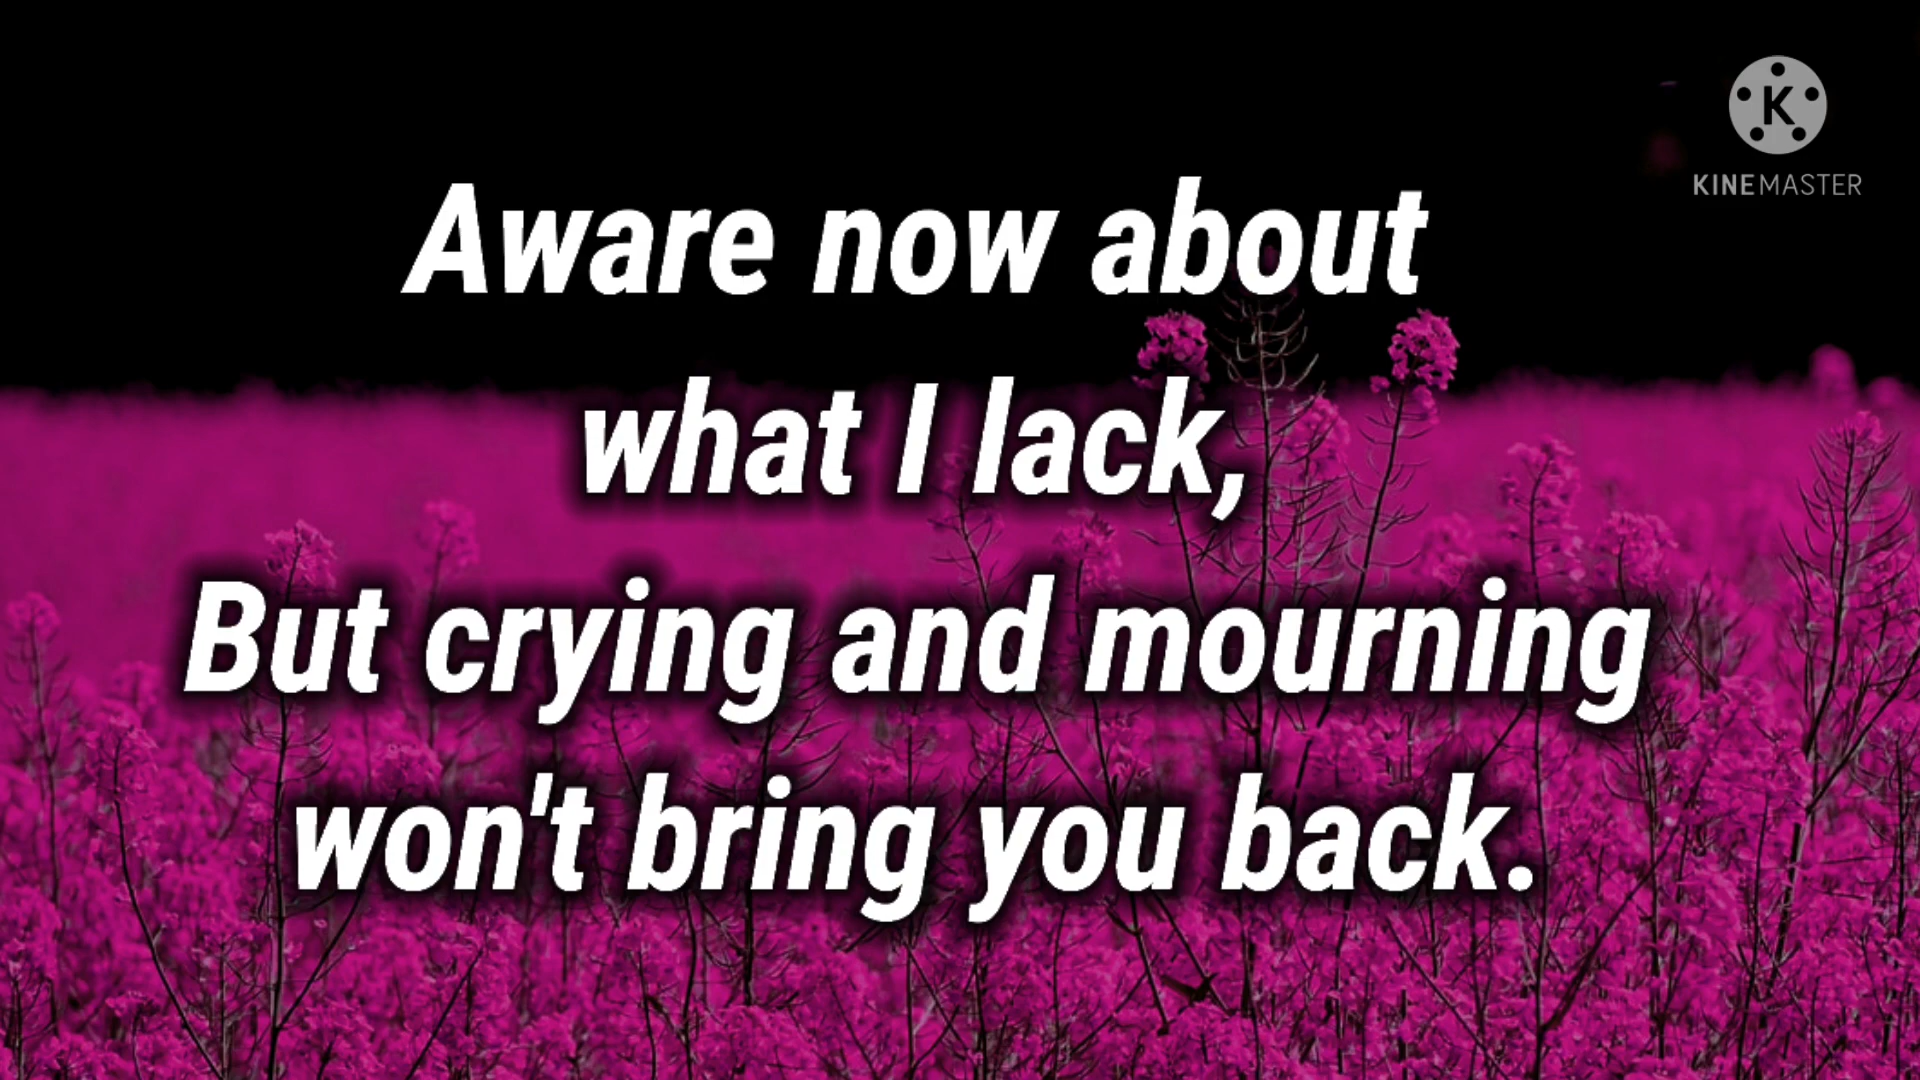 K
KINEMASTER
Aware now about
what I lack,
But crying and mourning
won't bring you back.